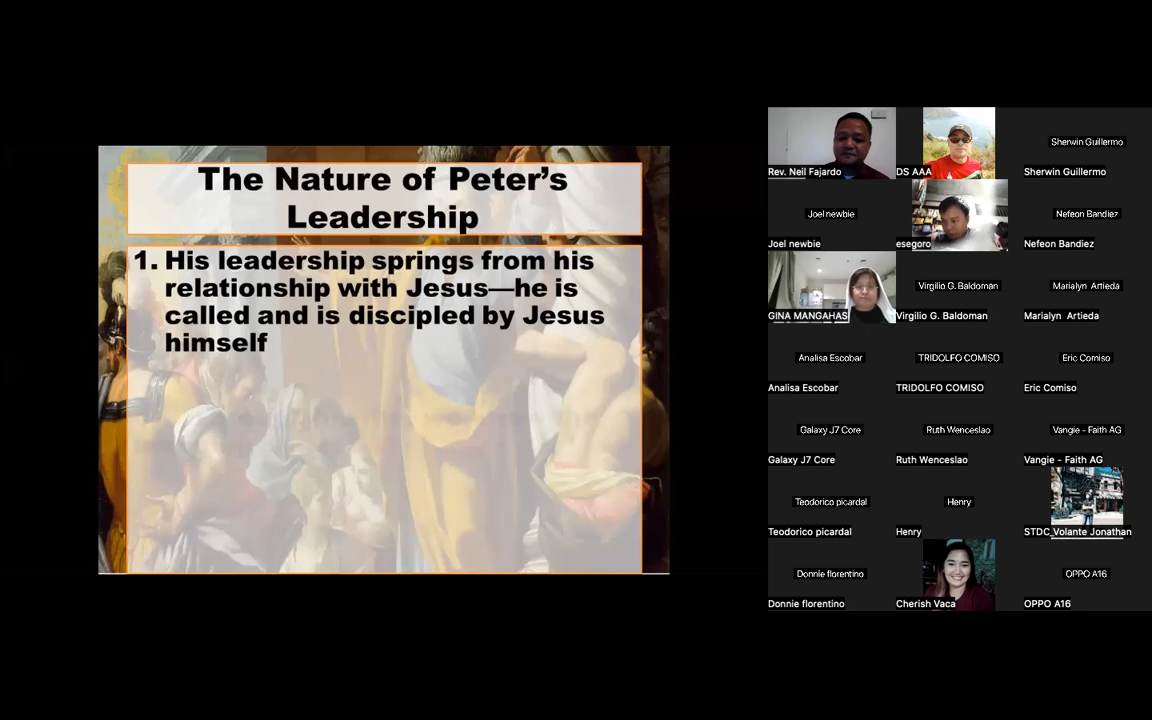 The Nature of Peter’s
Leadership
1. His leadership springs from his
relationship with Jesus—he is
called and is discipled by Jesus
himself
Rev. Neil Fajardo
DS AAA
Sherwin Guillermo
Sherwin Guillermo
Joel newbie
Joel newbie
esegoro
Nefeon Bandiez
Nefeon Bandiez
GINA MANGAHAS
Virgilio G. Baldoman
Virgilio G. Baldoman
Marialyn Artieda
Marialyn Artieda
Analisa Escobar
Analisa Escobar
TRIDOLFO COMISO
TRIDOLFO COMISO
Eric Comiso
Eric Comiso
Galaxy J7 Core
Galaxy J7 Core
Ruth Wenceslao
Ruth Wenceslao
Vangie - Faith AG
Vangie - Faith AG
Teodorico picardal
Teodorico picardal
Henry
Henry
STDC_Volante Jonathan
Donnie florentino
Donnie florentino
Cherish Vaca
OPPO A16
OPPO A16